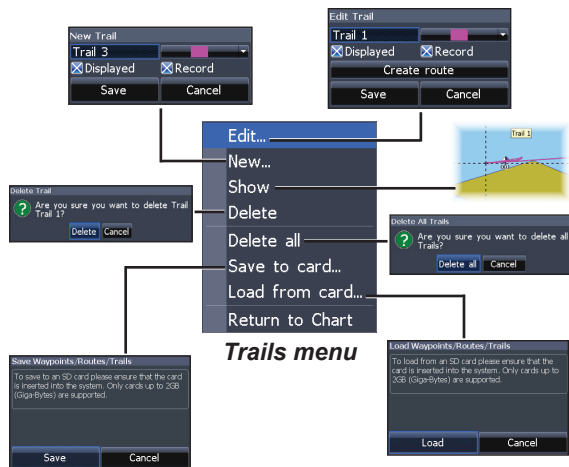 New Trail
Trail 3
Displayed Record
Save Cancel
Edit Trail
Trail 1
Displayed Record
Create route
Save Cancel
Edit...
New...
Show
Delete
Delete all
Save to card...
Load from card...
Return to Chart
Trails menu
Trail 1
Delete Trail
Are you sure you want to delete Trail
Trail 1?
Delete Cancel
Delete All Trails
Are you sure you want to delete all
Trails?
Delete all Cancel
Save Waypoints/Routes/Trails
To save to an SD card please ensure that the card
is inserted into the system. Only cards up to 2GB
(Giga-Bytes) are supported.
Save Cancel
Load Waypoints/Routes/Trails
To load from an SD card please ensure that the
card is inserted into the system. Only cards up to
2GB (Giga-Bytes) are supported.
Load Cancel